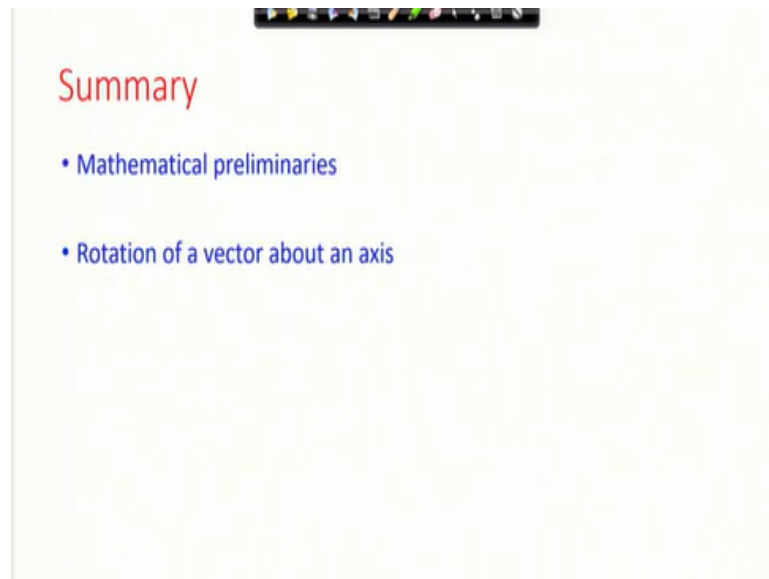 Summary
• Mathematical preliminaries
• Rotation of a vector about an axis